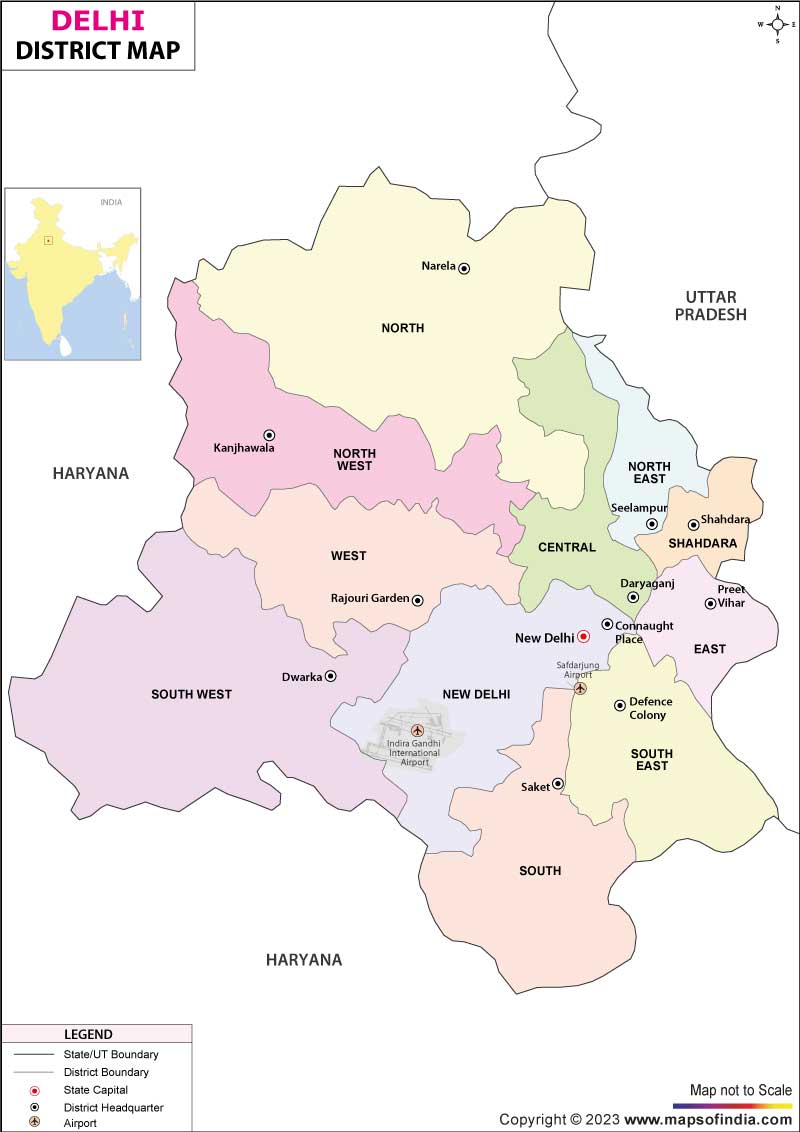 DELHI
DISTRICT MAP
N
W
E
S
INDIA
Narela
UTTAR
PRADESH
NORTH
Kanjhawala
NORTH
WEST
HARYANA
NORTH
EAST
Seelampur
Shahdara
SHAHDARA
CENTRAL
WEST
Rajouri Garden
Daryaganj
Preet
Vihar
Connaught
Place
New Delhi
EAST
Safdarjung
Airport
Dwarka
SOUTH WEST
NEW DELHI
Defence
Colony
Indira Gandhi
International
Airport
SOUTH
EAST
Saket
SOUTH
HARYANA
LEGEND
State/UT Boundary
District Boundary
State Capital
District Headquarter
Airport
Map not to Scale
Copyright © 2023 www.mapsofindia.com